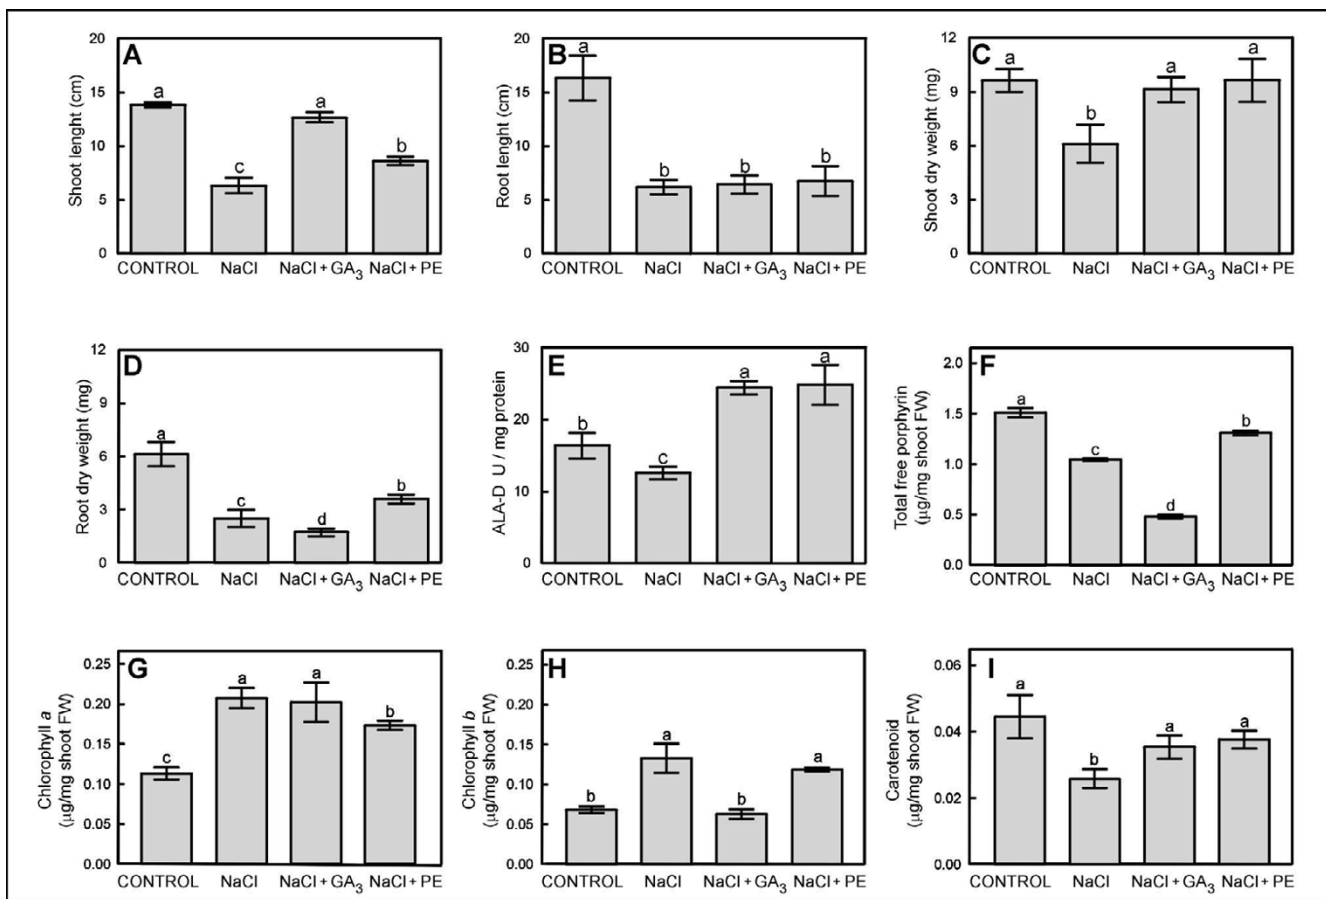 A
Shoot lenght (cm)
20
15
10
5
0
a
c
a
b
CONTROL NaCl NaCl + GA₃ NaCl + PE
B
Root lenght (cm)
20
15
10
5
0
a
b
b
b
CONTROL NaCl NaCl + GA₃ NaCl + PE
C
Shoot dry weight (mg)
12
9
6
3
0
a
b
a
a
CONTROL NaCl NaCl + GA₃ NaCl + PE
D
Root dry weight (mg)
12
9
6
3
0
a
c
d
b
CONTROL NaCl NaCl + GA₃ NaCl + PE
E
ALA-D U / mg protein
30
20
10
0
b
c
a
a
CONTROL NaCl NaCl + GA₃ NaCl + PE
F
Total free porphyrin
(µg/mg shoot FW)
2.0
1.5
1.0
0.5
0.0
a
c
d
b
CONTROL NaCl NaCl + GA₃ NaCl + PE
G
Chlorophyll a
(µg/mg shoot FW)
0.25
0.20
0.15
0.10
0.05
0.00
c
a
a
b
CONTROL NaCl NaCl + GA₃ NaCl + PE
H
Chlorophyll b
(µg/mg shoot FW)
0.25
0.20
0.15
0.10
0.05
0.00
b
a
b
a
CONTROL NaCl NaCl + GA₃ NaCl + PE
I
Carotenoid
(µg/mg shoot FW)
0.06
0.04
0.02
0.00
a
b
a
a
CONTROL NaCl NaCl + GA₃ NaCl + PE